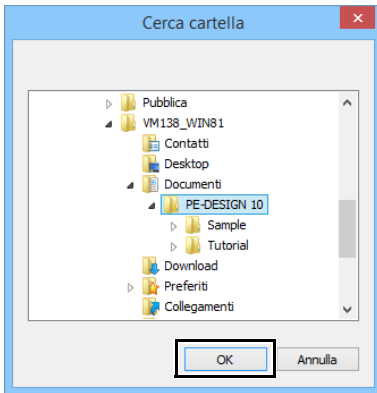 Cerca cartella
Pubblica
VM138_WIN81
Contatti
Desktop
Documenti
PE-DESIGN 10
Sample
Tutorial
Download
Preferiti
Collegamenti
OK Annulla